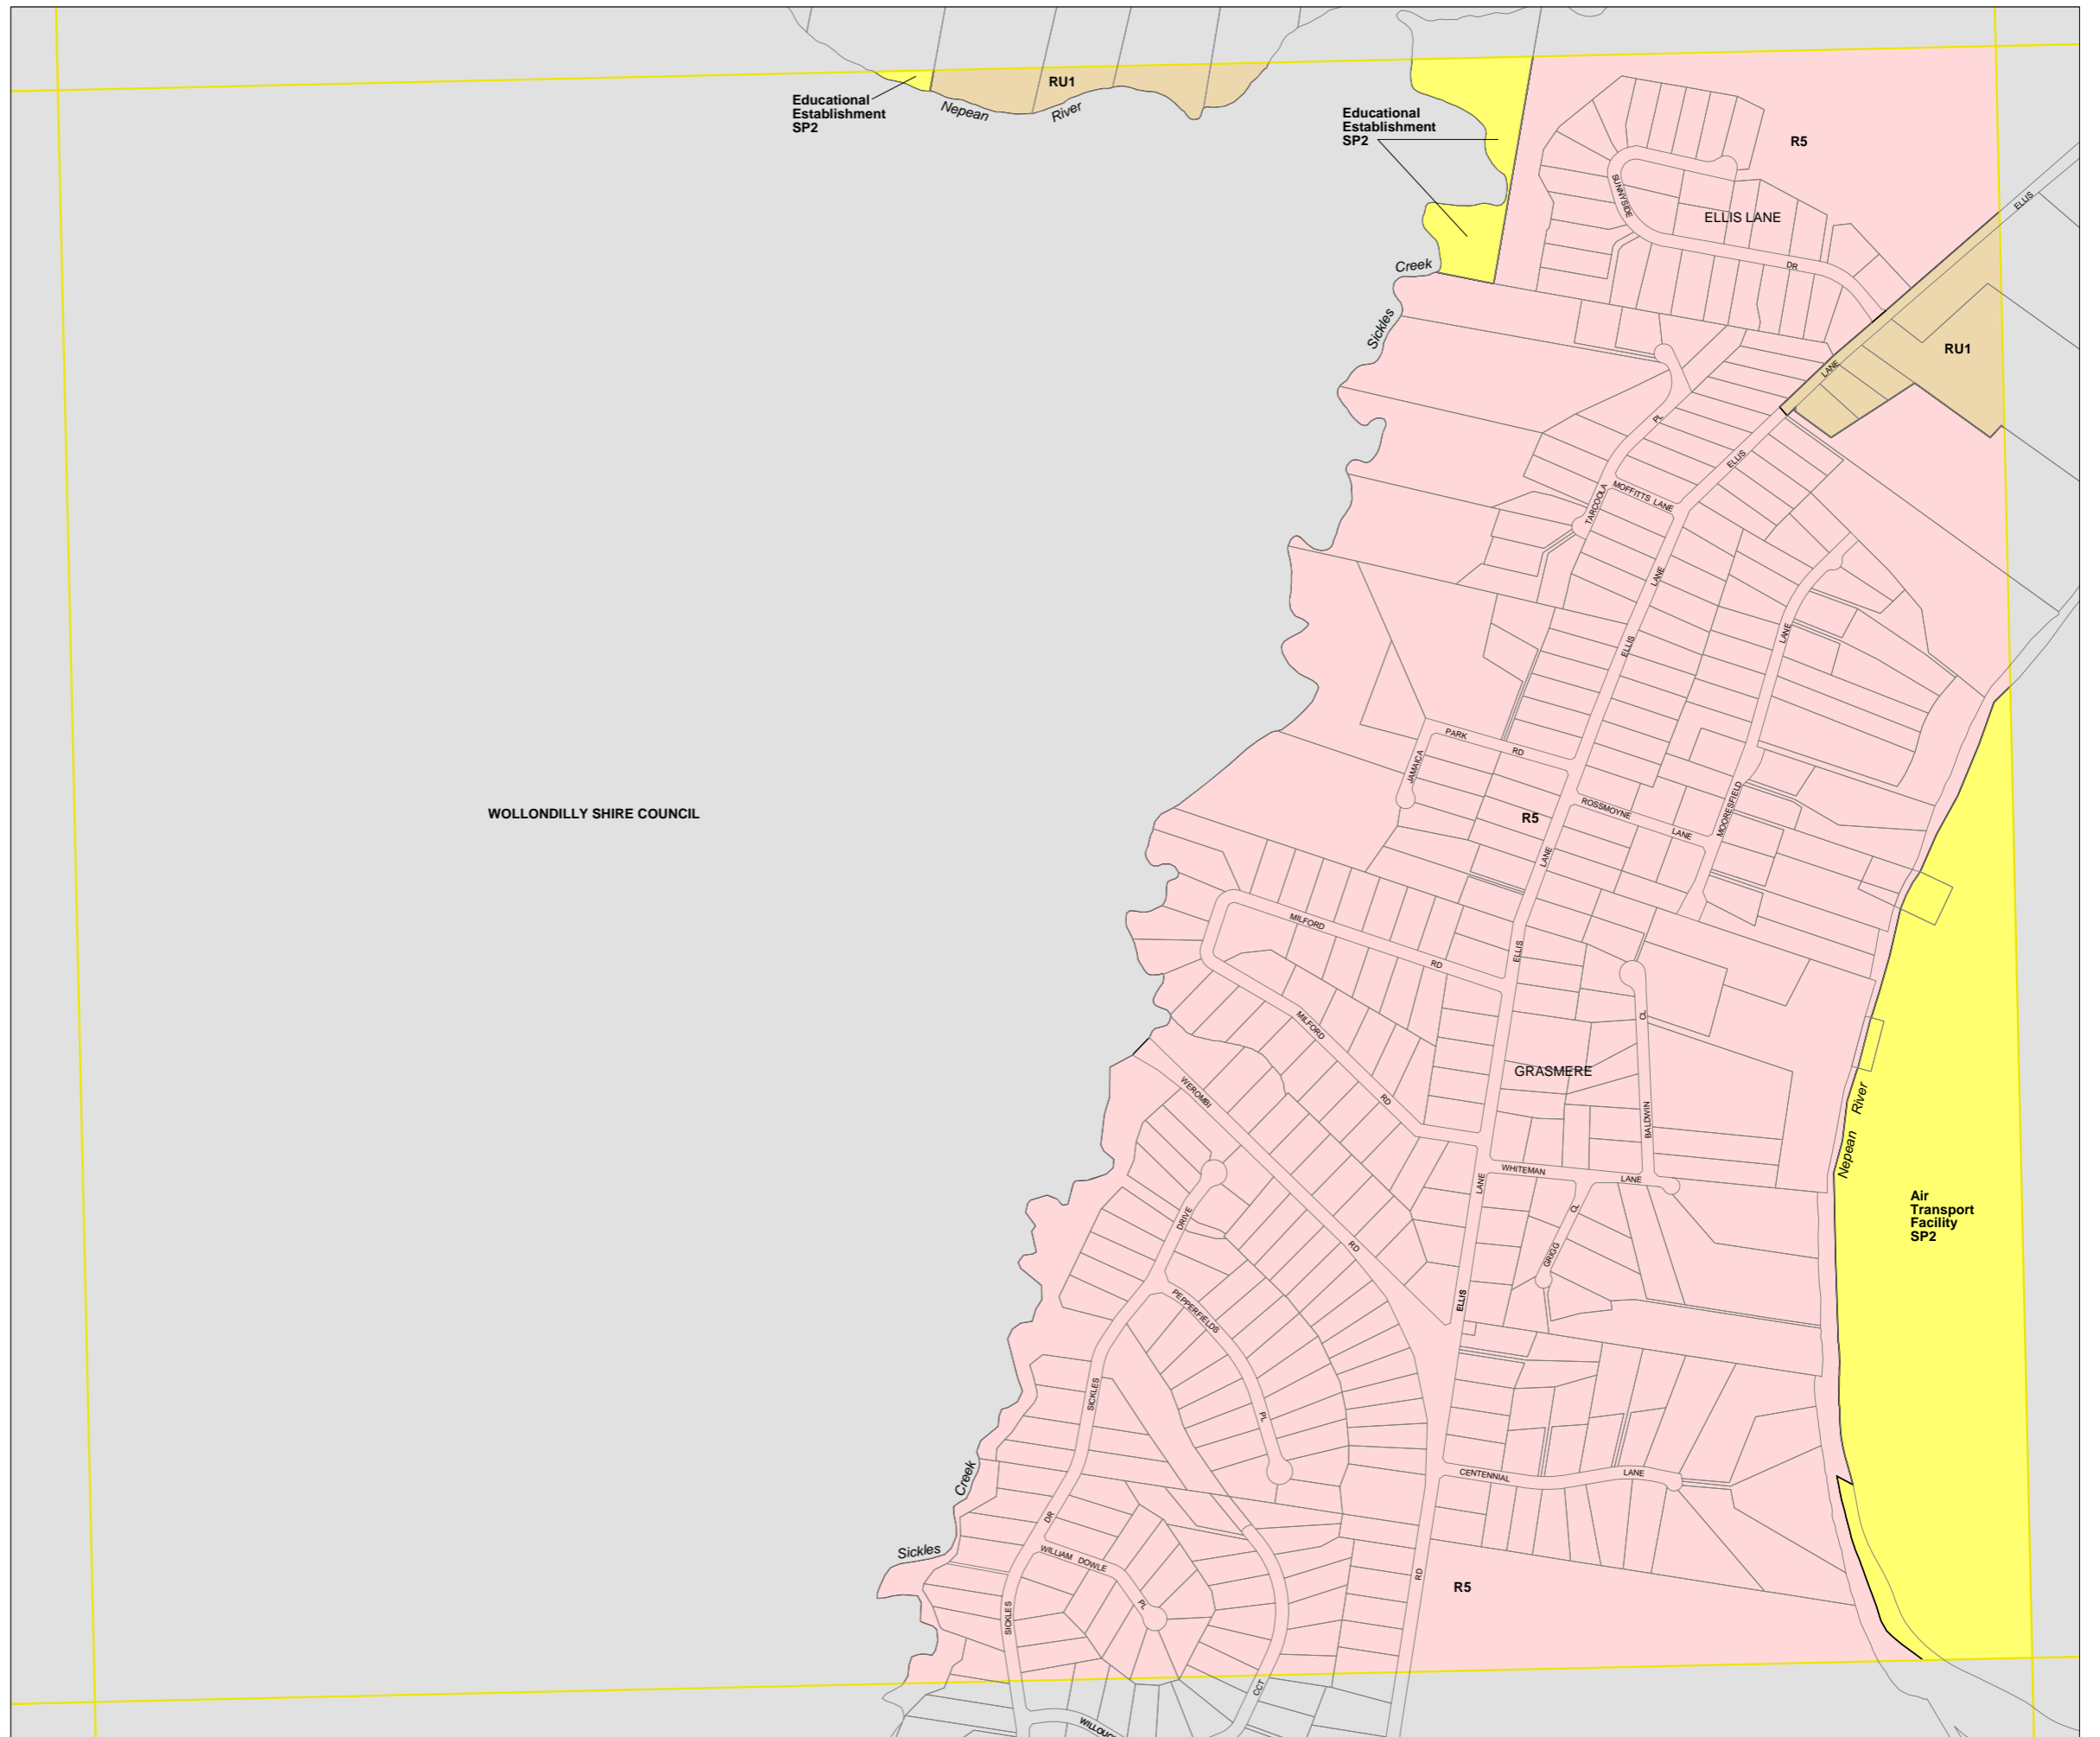 RU1
Educational
Establishment
SP2
Nepean
River
Educational
Establishment
SP2
R5
ELLIS
SUNNYSIDE
ELLIS LANE
DR
Creek
Sickles
RU1
LANE
PL
ELLIS
MOFFITTS LANE
TARCOOLA
LANE
ELLIS
LANE
PARK
RD
JAMAICA
WOLLONDILLY SHIRE COUNCIL
R5
ROSSMOYNE
LANE
MOORESFIELD
LANE
MILFORD
RD
ELLIS
MILFORD
CL
GRASMERE
WEROMBI
RD
BALDWIN
River
Nepean
WHITEMAN
LANE
LANE
DRIVE
CL
Air
Transport
Facility
SP2
RD
GRIGG
ELLIS
PEPPERFIELDS
SICKLES
PL
CENTENNIAL
LANE
Creek
DR
Sickles
WILLIAM DOWLE
PL
RD
R5
SICKLES
CCT